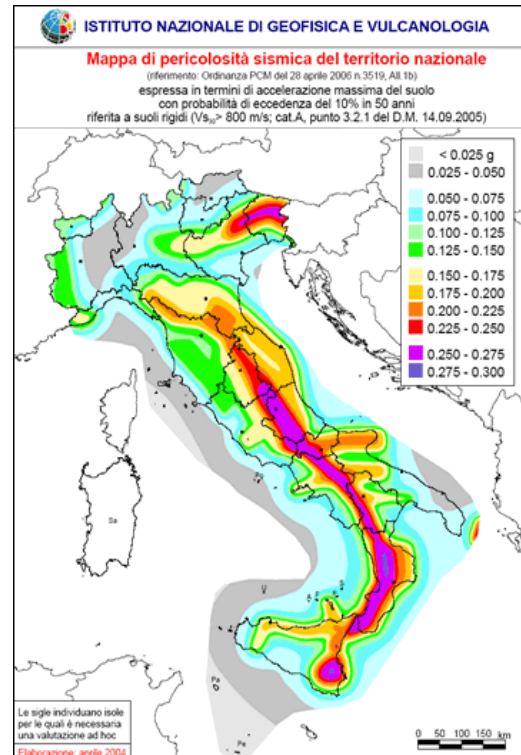 ISTITUTO NAZIONALE DI GEOFISICA E VULCANOLOGIA
Mappa di pericolosità sismica del territorio nazionale
(riferimento: Ordinanza PCM del 28 aprile 2006 n.3519, All.1b)
espressa in termini di accelerazione massima del suolo
con probabilità di eccedenza del 10% in 50 anni
riferita a suoli rigidi (Vs₃₀> 800 m/s; cat.A, punto 3.2.1 del D.M. 14.09.2005)
< 0.025 g
0.025 - 0.050
0.050 - 0.075
0.075 - 0.100
0.100 - 0.125
0.125 - 0.150
0.150 - 0.175
0.175 - 0.200
0.200 - 0.225
0.225 - 0.250
0.250 - 0.275
0.275 - 0.300
Sa
U
Pa
Pe
Le sigle individuano isole
per le quali è necessaria
una valutazione ad hoc
Elaborazione: aprile 2004
0 50 100 150 km